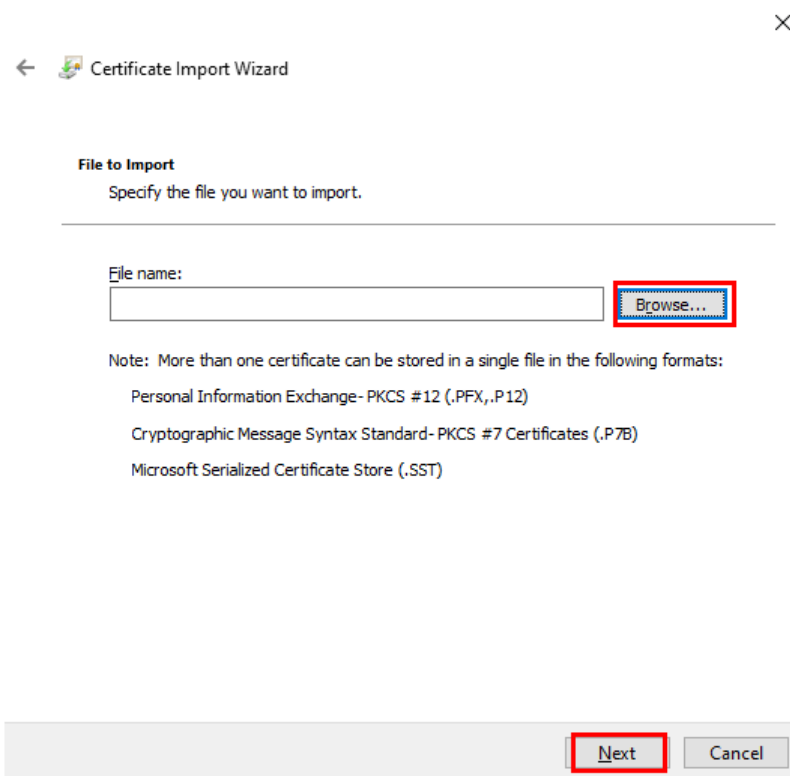 Certificate Import Wizard
File to Import
Specify the file you want to import.
File name:
Browse...
Note: More than one certificate can be stored in a single file in the following formats:
Personal Information Exchange- PKCS #12 (.PFX,.P12)
Cryptographic Message Syntax Standard- PKCS #7 Certificates (.P7B)
Microsoft Serialized Certificate Store (.SST)
Next
Cancel